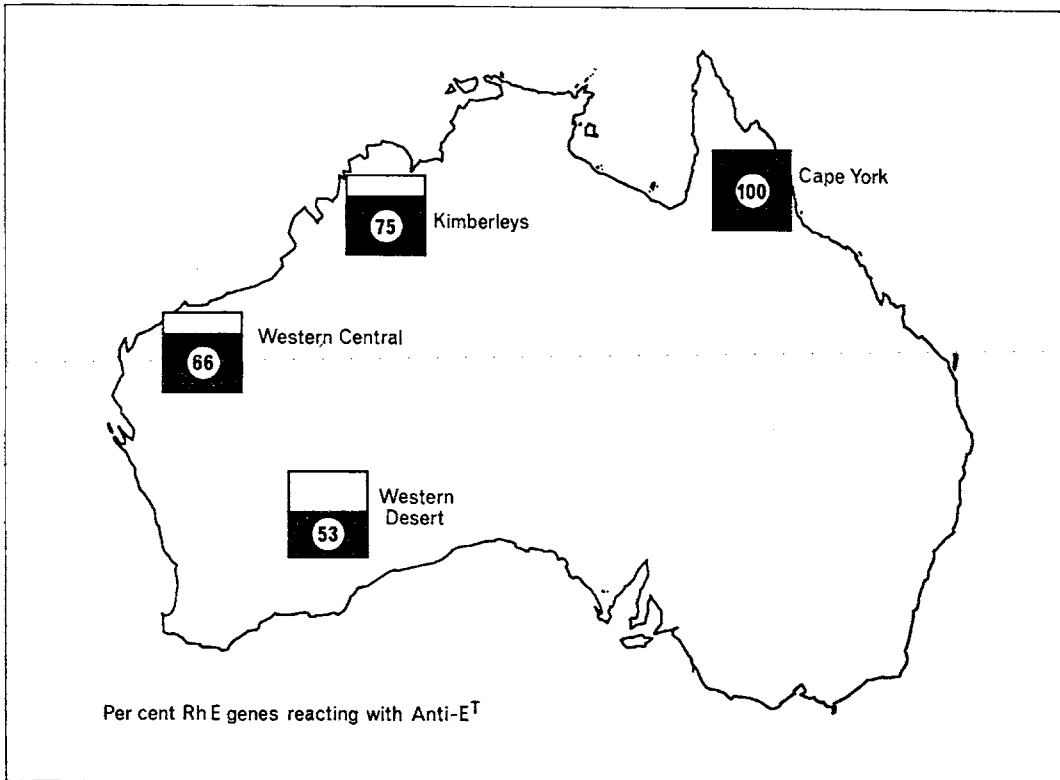 100
Cape York
75
Kimberleys
Western Central
66
Western
Desert
53
Per cent Rh E genes reacting with Anti-E^T